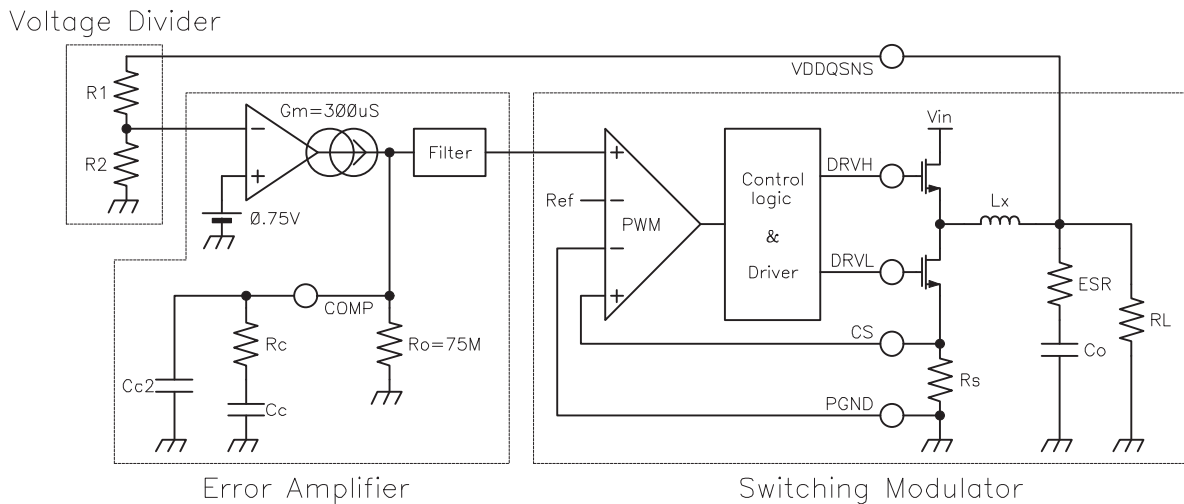 Voltage Divider
VDDQSNS
R1
R2
Gm=300uS
−
+
0.75V
Filter
COMP
Rc
Cc
Cc2
Ro=75M
Error Amplifier
+
Ref
−
−
+
PWM
Control
logic
&
Driver
Vin
DRVH
DRVL
Lx
CS
PGND
Rs
ESR
Co
RL
Switching Modulator